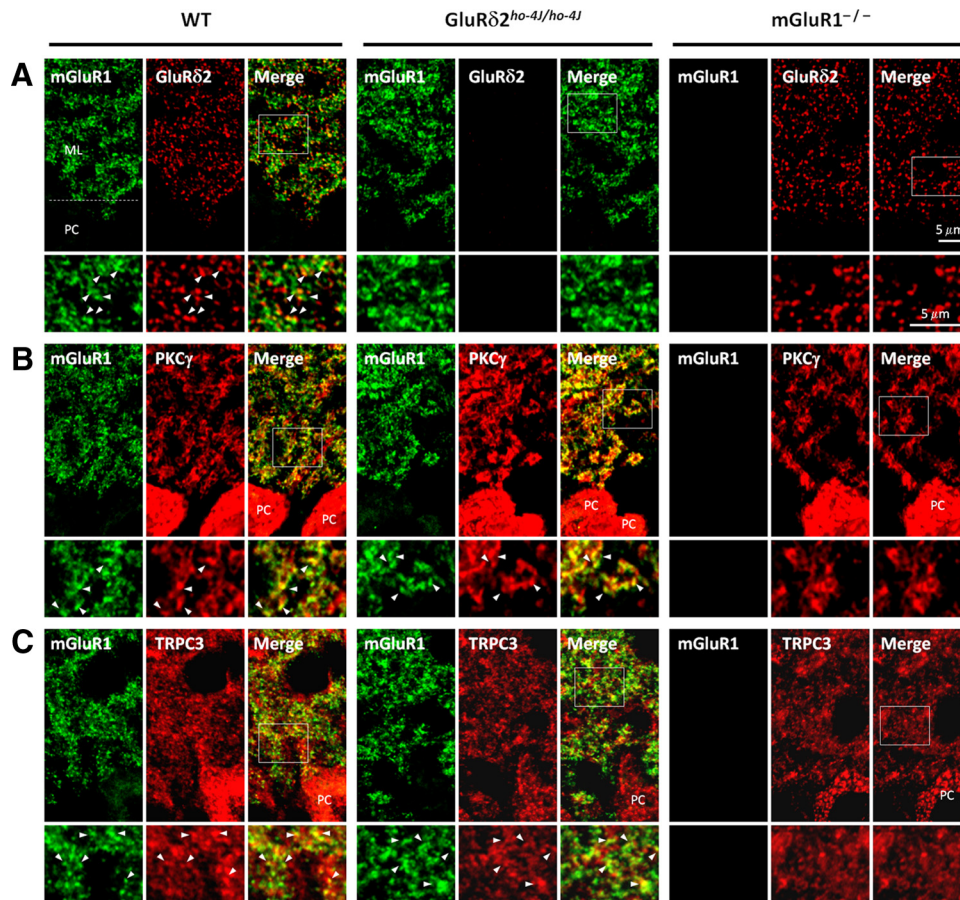 WT GluRδ2ho-4J/ho-4J mGluR1−/−
A
mGluR1 GluRδ2 Merge mGluR1 GluRδ2 Merge mGluR1 GluRδ2 Merge
ML
PC
5 μm
5 μm
B
mGluR1 PKCγ Merge mGluR1 PKCγ Merge mGluR1 PKCγ Merge
PC PC PC PC PC
C
mGluR1 TRPC3 Merge mGluR1 TRPC3 Merge mGluR1 TRPC3 Merge
PC PC PC